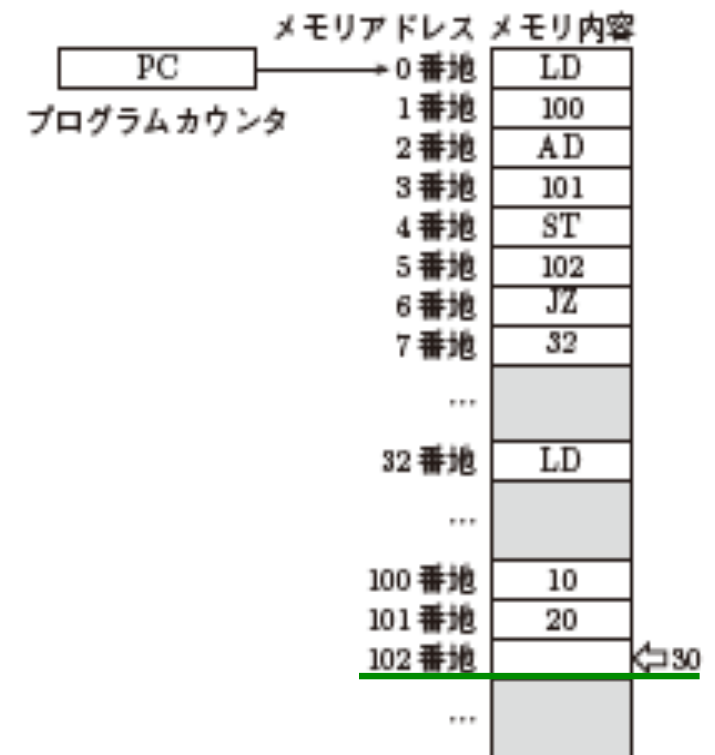 メモリアドレス メモリ内容
PC 0番地 LD
プログラムカウンタ 1番地 100
2番地 AD
3番地 101
4番地 ST
5番地 102
6番地 JZ
7番地 32
…
32番地 LD
…
100番地 10
101番地 20
102番地 ⇦30
…